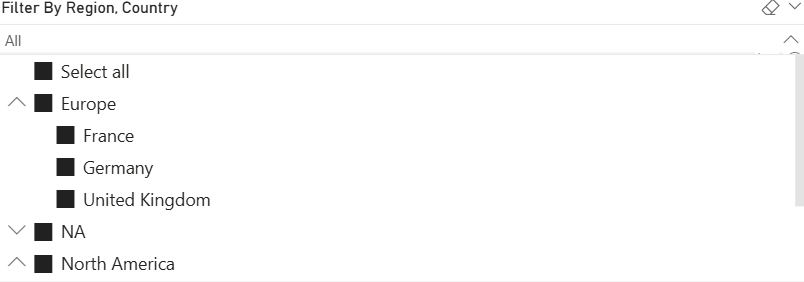 Filter By Region, Country
All
Select all
Europe
France
Germany
United Kingdom
NA
North America